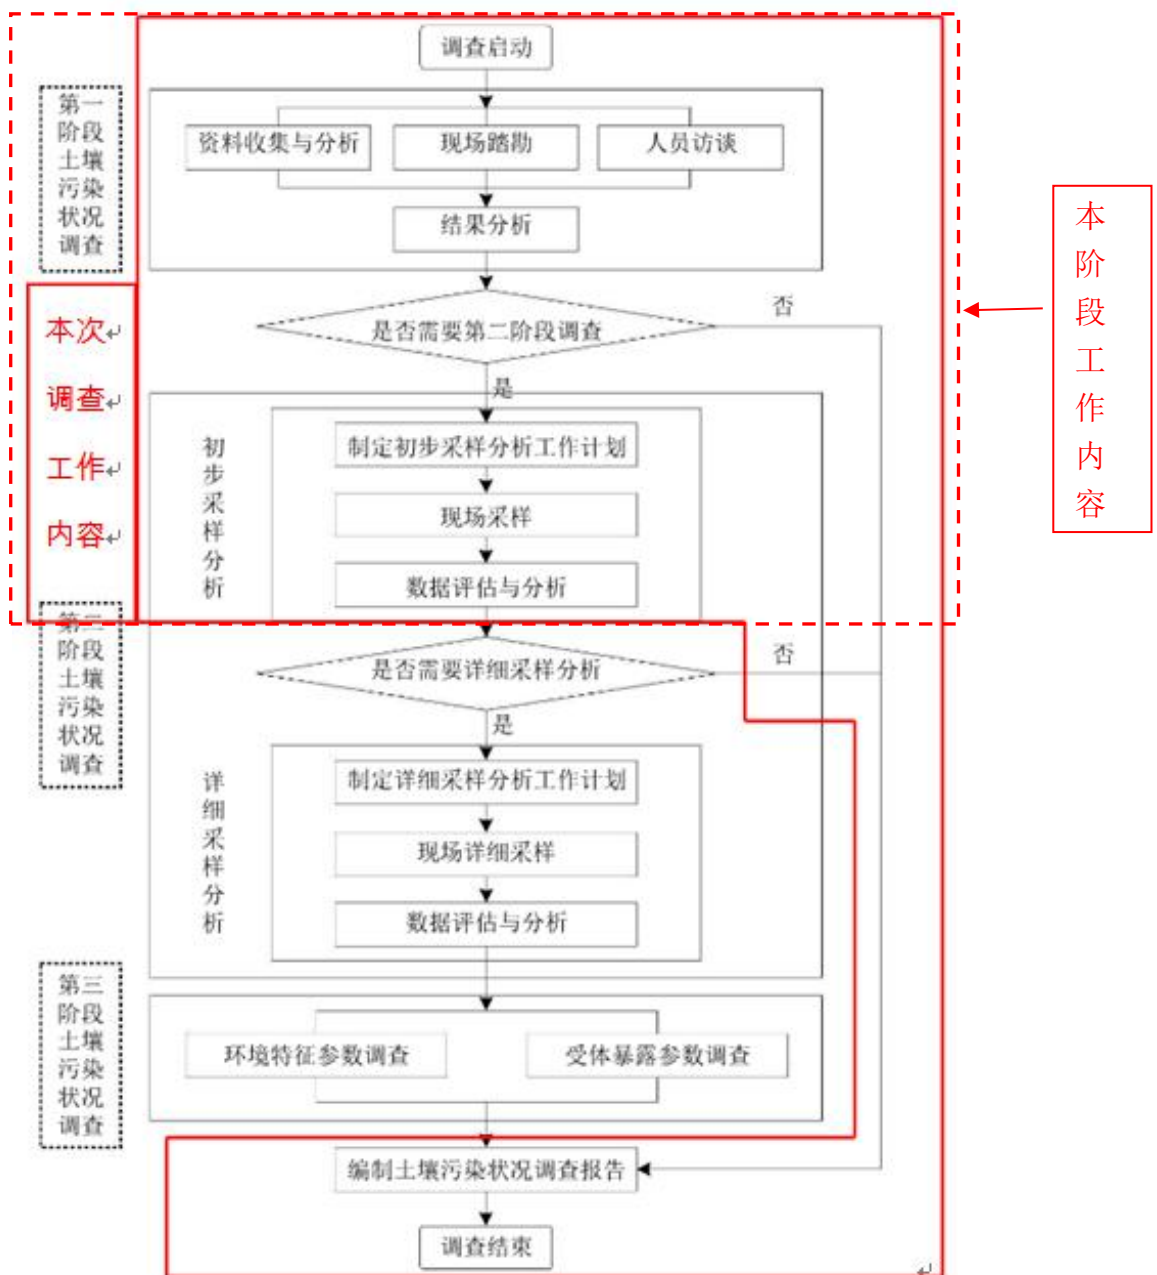 调查启动
第一
阶段
土壤
污染
状况
调查
资料收集与分析
现场踏勘
人员访谈
结果分析
是否需要第二阶段调查
否
是
本次
调查
工作
内容
本
阶
段
工
作
内
容
初
步
采
样
分
析
制定初步采样分析工作计划
现场采样
数据评估与分析
第二
阶段
土壤
污染
状况
调查
是否需要详细采样分析
否
是
详
细
采
样
分
析
制定详细采样分析工作计划
现场详细采样
数据评估与分析
第三
阶段
土壤
污染
状况
调查
环境特征参数调查
受体暴露参数调查
编制土壤污染状况调查报告
调查结束